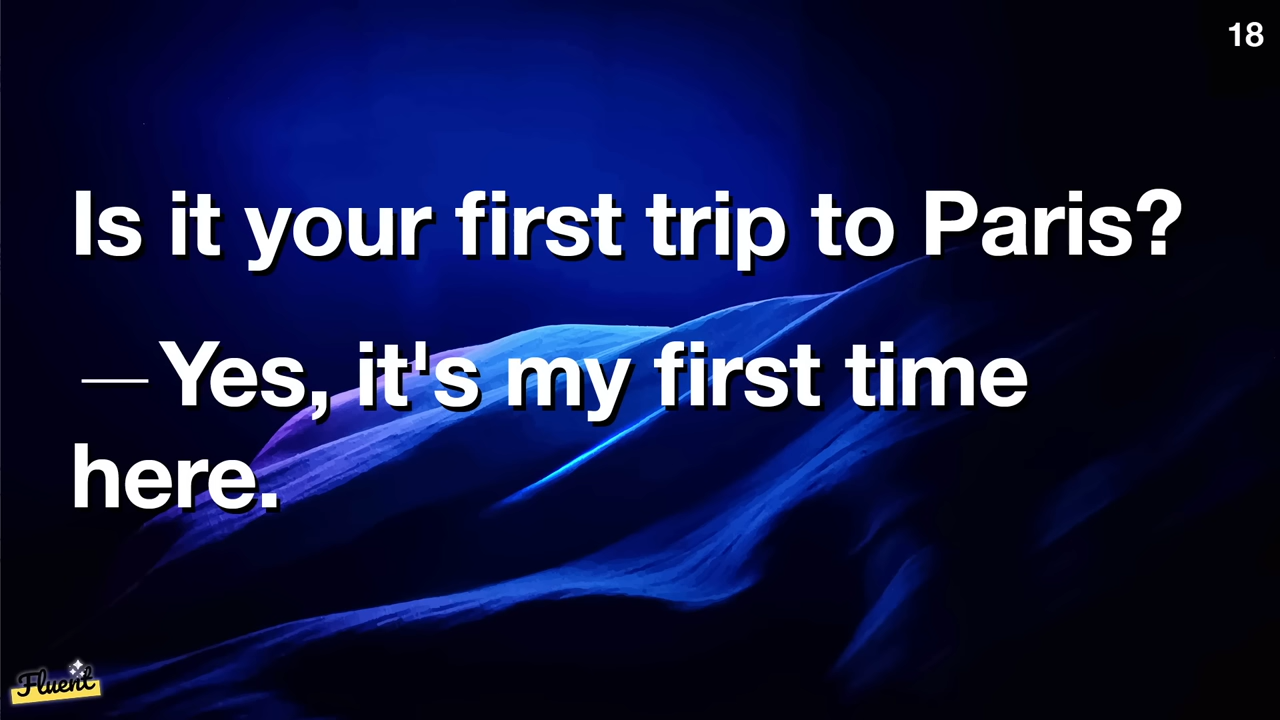 18
Is it your first trip to Paris?
— Yes, it's my first time
here.
Fluent